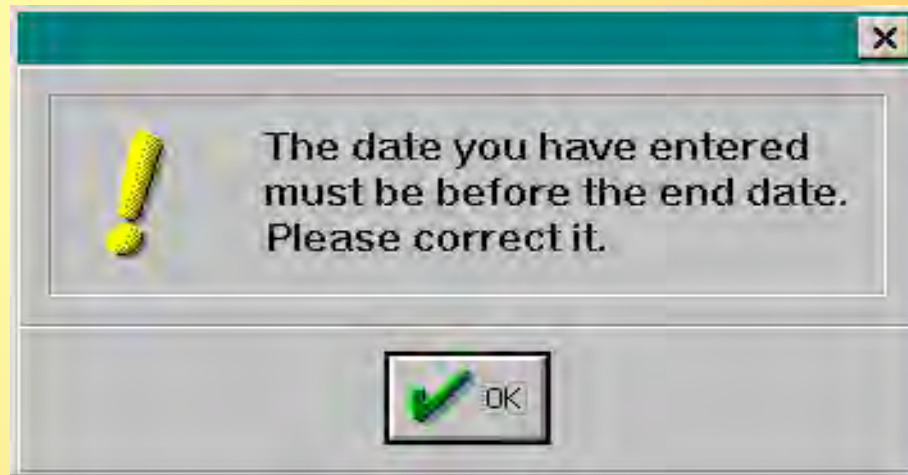 The date you have entered
must be before the end date.
Please correct it.
OK